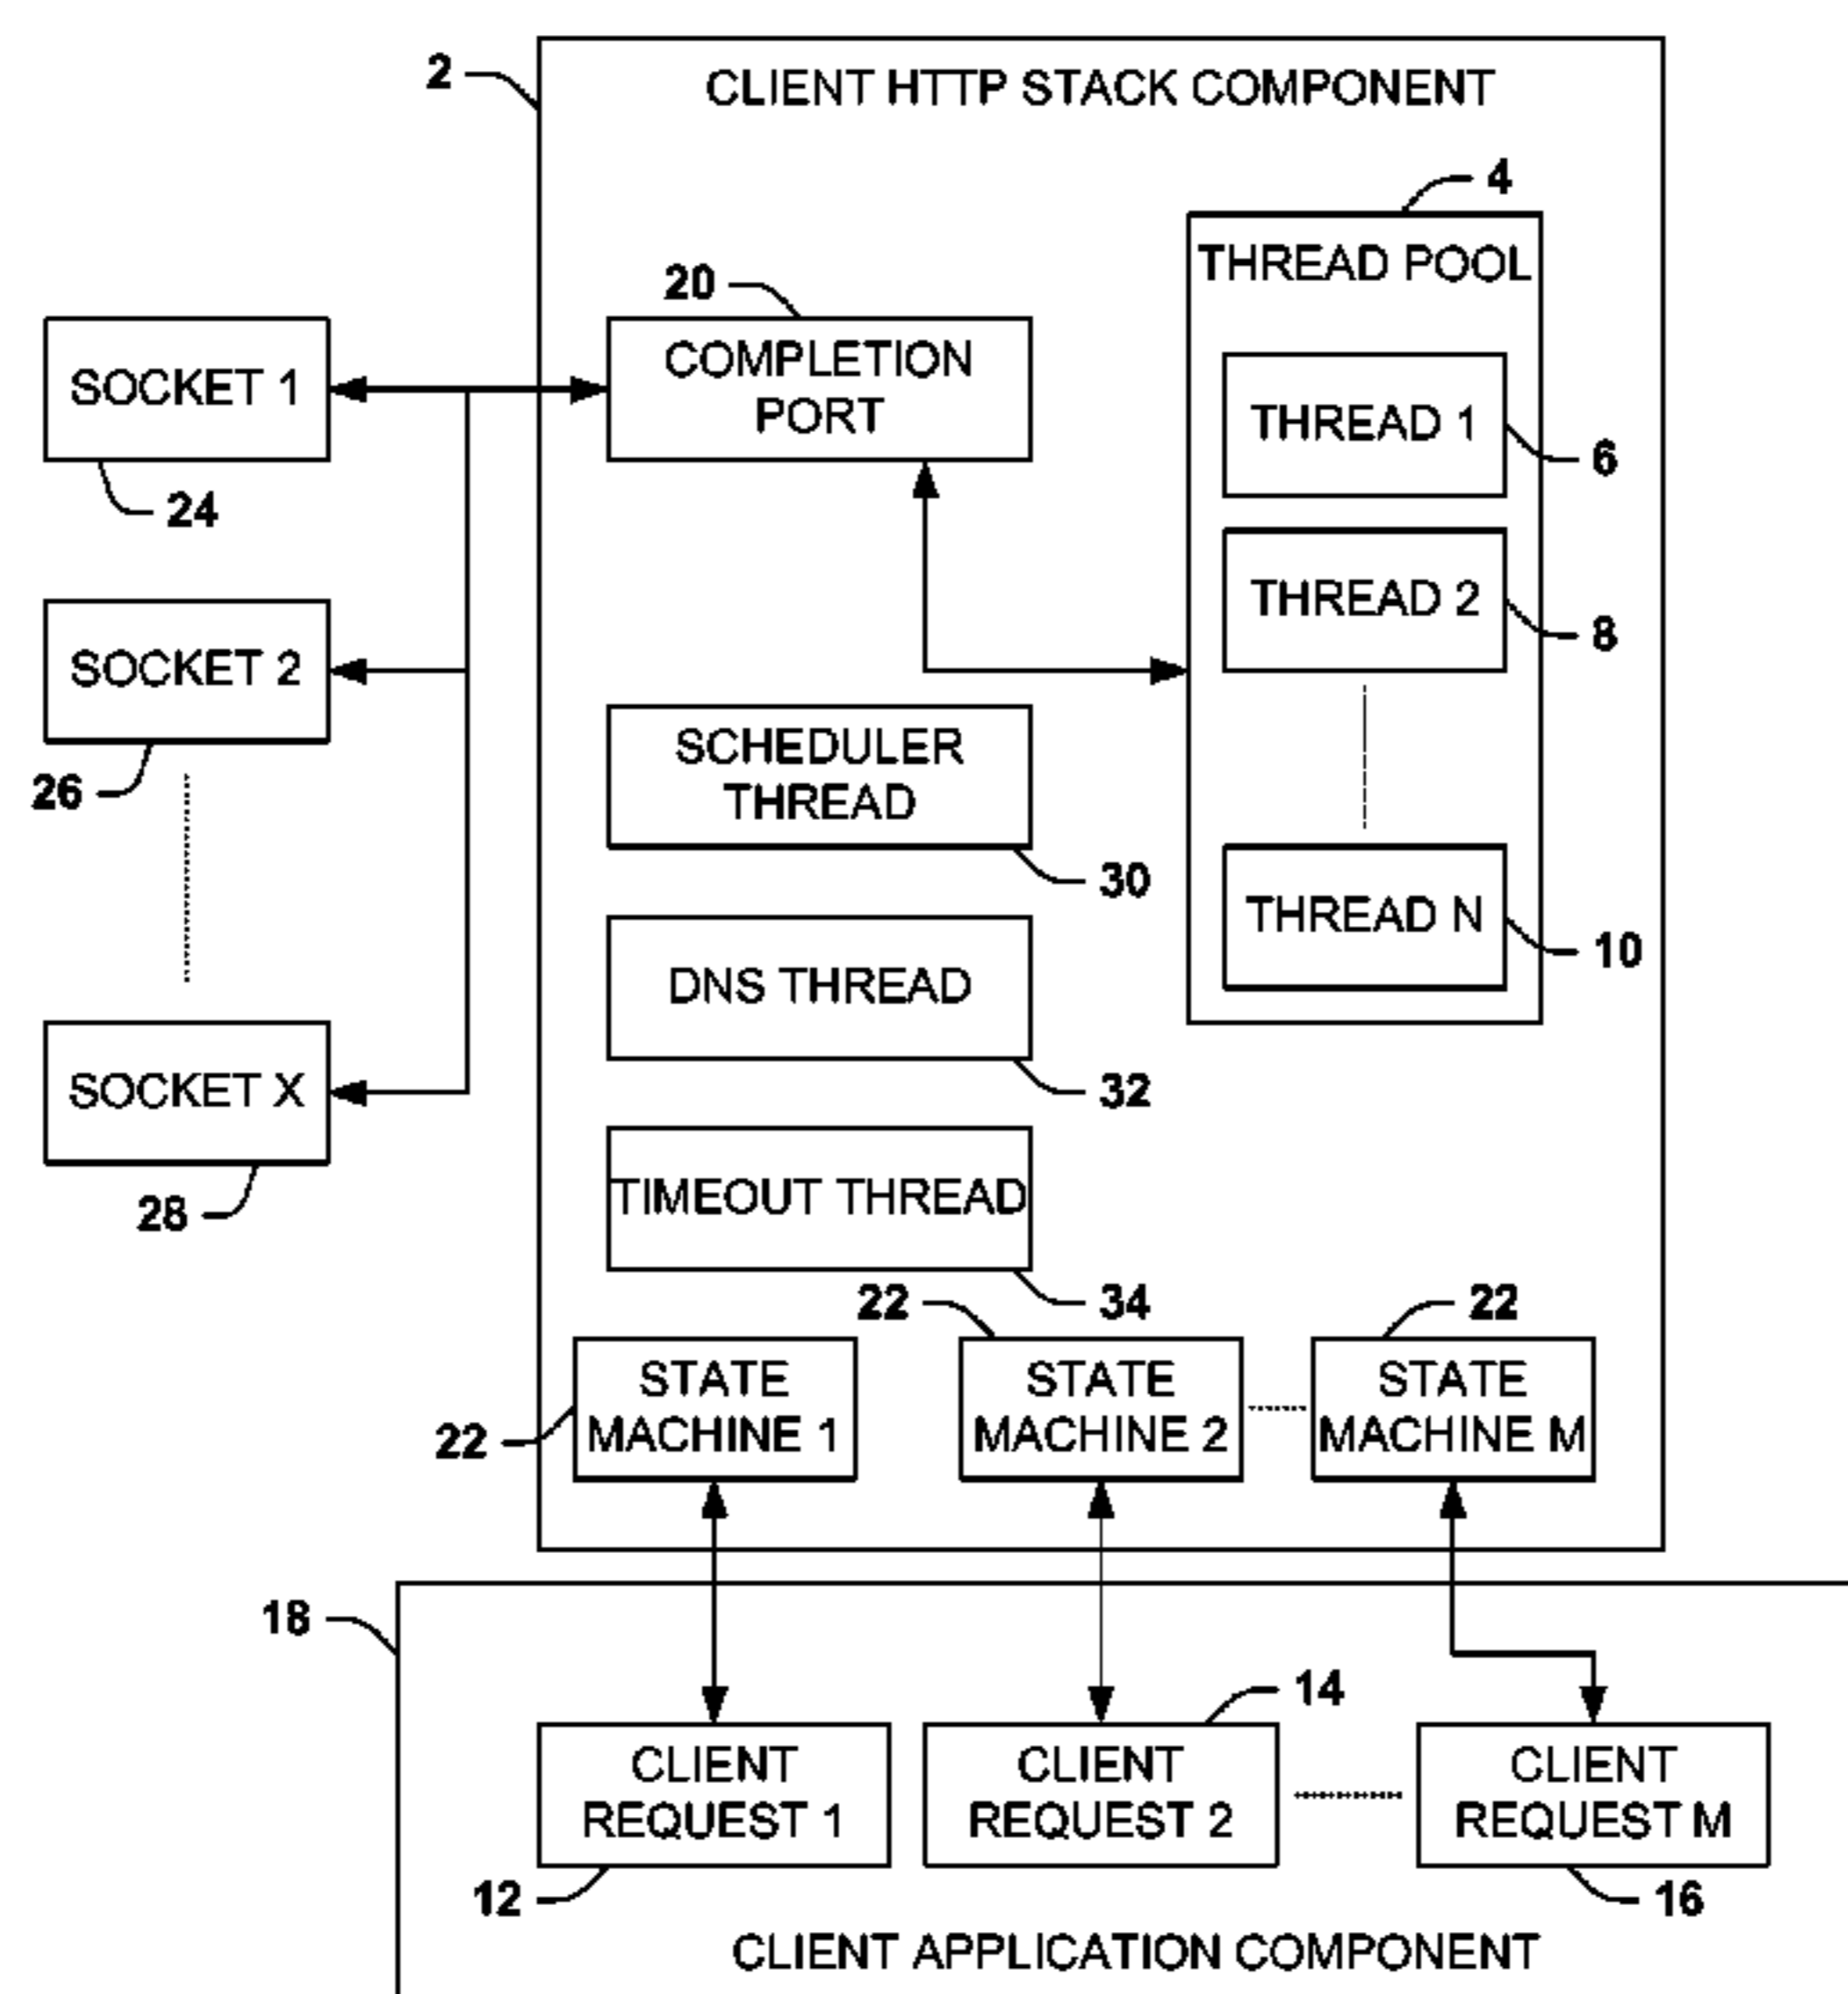 2
CLIENT HTTP STACK COMPONENT
4
THREAD POOL
20
COMPLETION
PORT
SOCKET 1
24
THREAD 1
6
THREAD 2
8
SOCKET 2
26
SCHEDULER
THREAD
30
THREAD N
10
DNS THREAD
32
SOCKET X
28
TIMEOUT THREAD
34
22
STATE
MACHINE 1
22
STATE
MACHINE 2
22
STATE
MACHINE M
18
CLIENT
REQUEST 1
12
14
CLIENT
REQUEST 2
CLIENT
REQUEST M
16
CLIENT APPLICATION COMPONENT